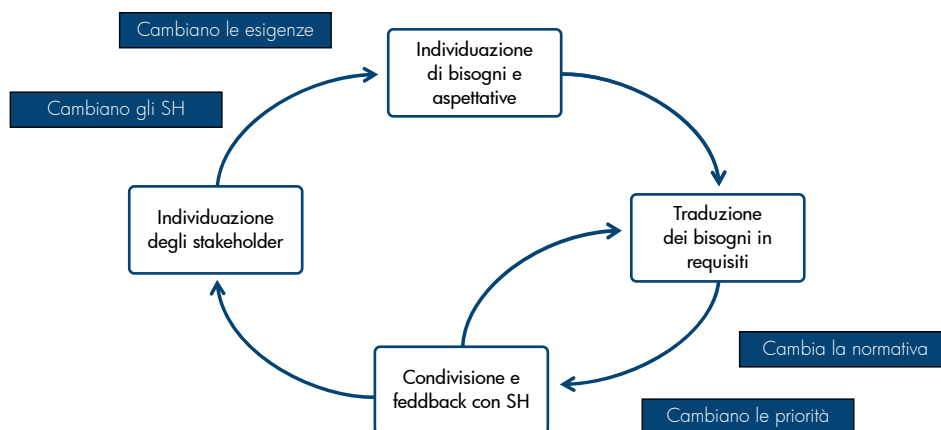 Cambiano le esigenze
Individuazione
di bisogni e
aspettative
Cambiano gli SH
Individuazione
degli stakeholder
Traduzione
dei bisogni in
requisiti
Cambia la normativa
Condivisione e
feddback con SH
Cambiano le priorità